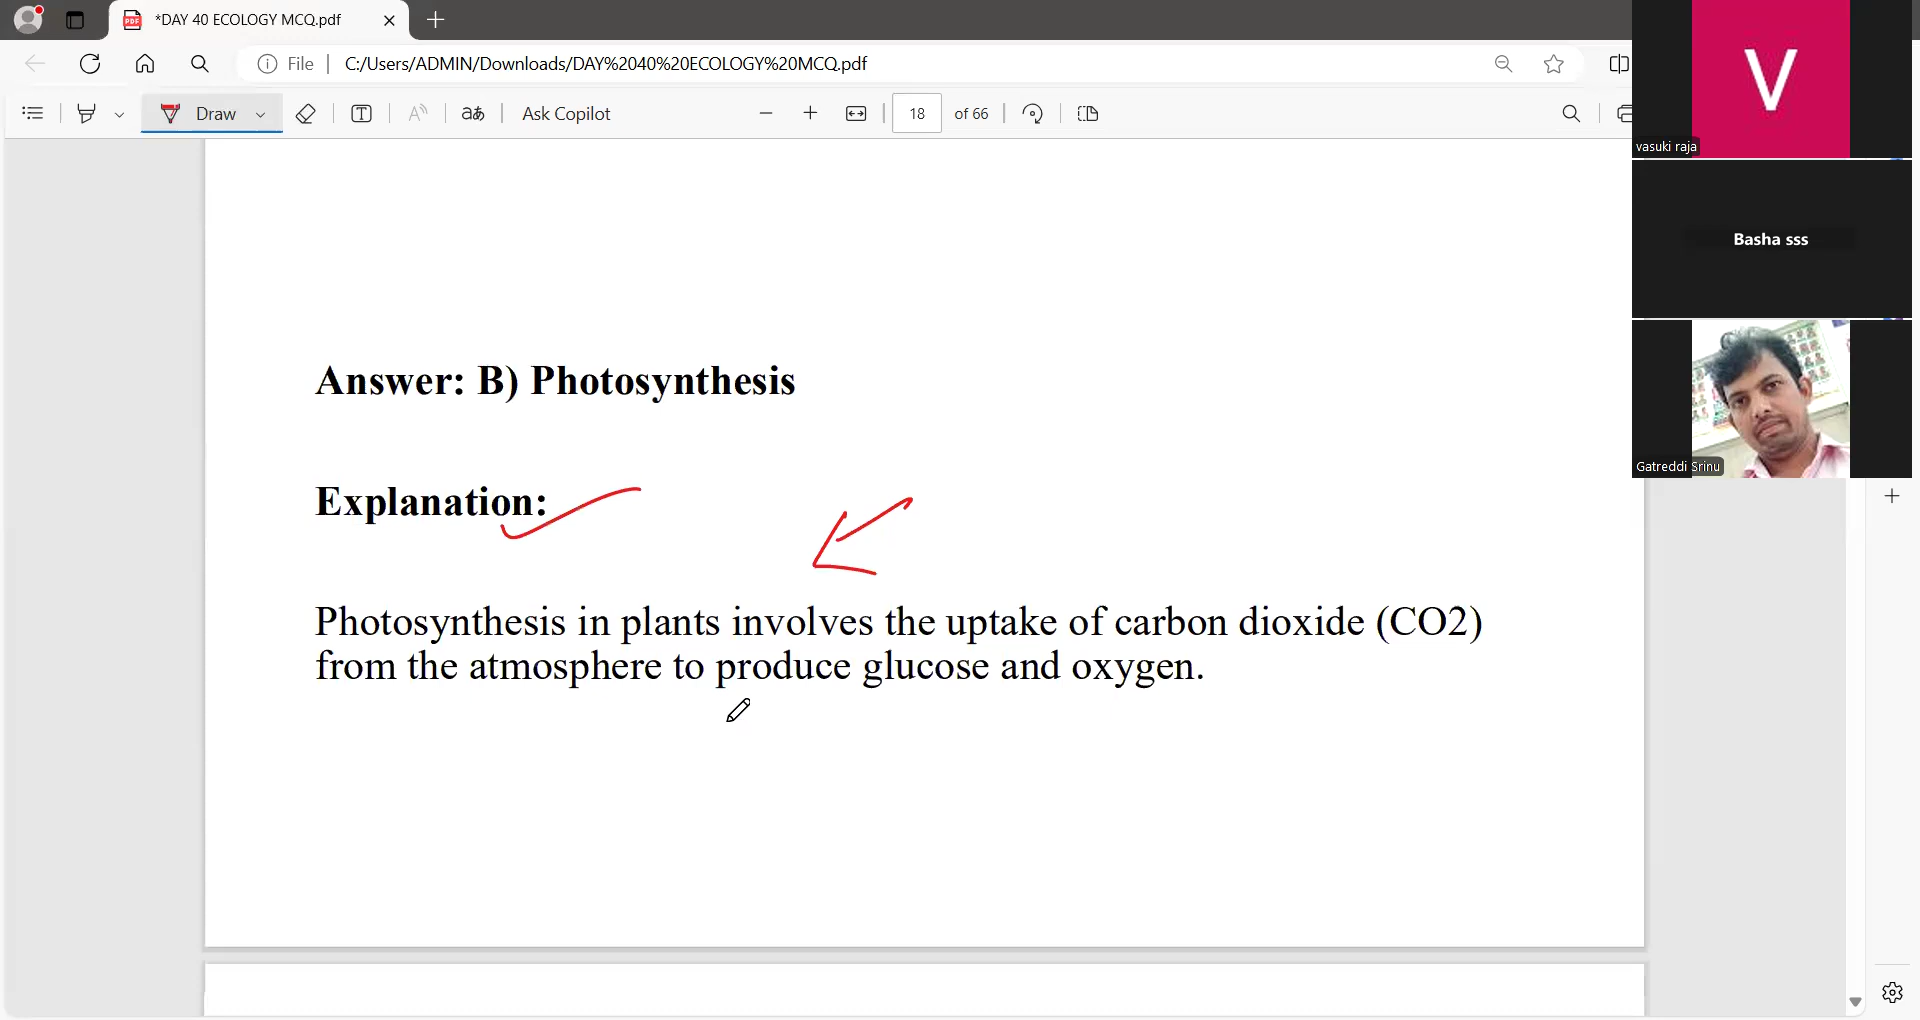 *DAY 40 ECOLOGY MCQ.pdf
File
C:/Users/ADMIN/Downloads/DAY%2040%20ECOLOGY%20MCQ.pdf
Draw
T
A
aあ
Ask Copilot
18
of 66
V
vasuki raja
Basha sss
Gatreddi Srinu
Answer: B) Photosynthesis
Explanation:
Photosynthesis in plants involves the uptake of carbon dioxide (CO2)
from the atmosphere to produce glucose and oxygen.